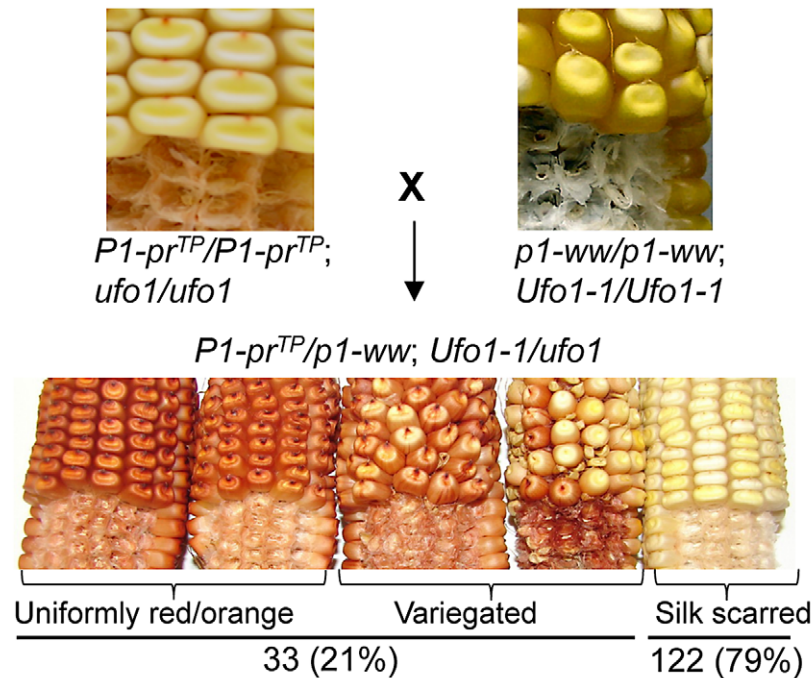 X
P1-pr^TP/P1-pr^TP;
ufo1/ufo1
p1-ww/p1-ww;
Ufo1-1/Ufo1-1
P1-pr^TP/p1-ww; Ufo1-1/ufo1
Uniformly red/orange
Variegated
Silk scarred
33 (21%)
122 (79%)